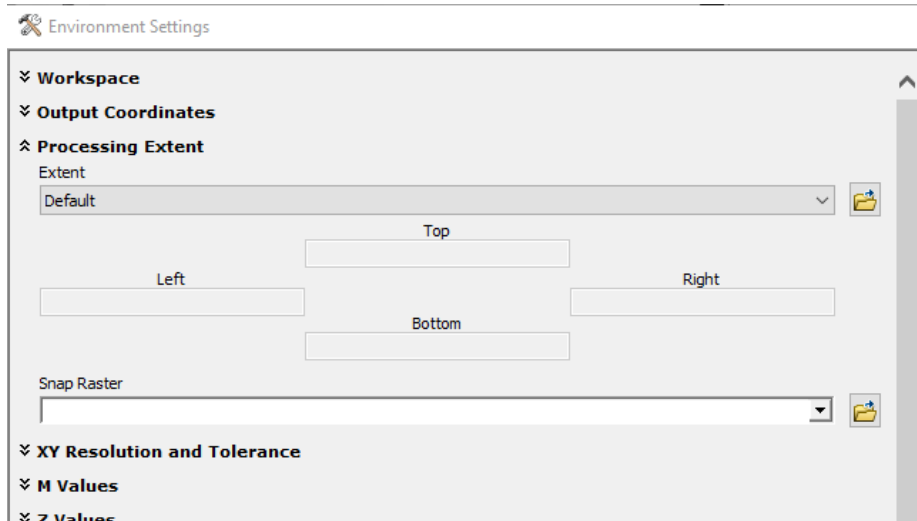 Environment Settings
Workspace
Output Coordinates
Processing Extent
Extent
Default
Top
Left Right
Bottom
Snap Raster
XY Resolution and Tolerance
M Values
Z Values